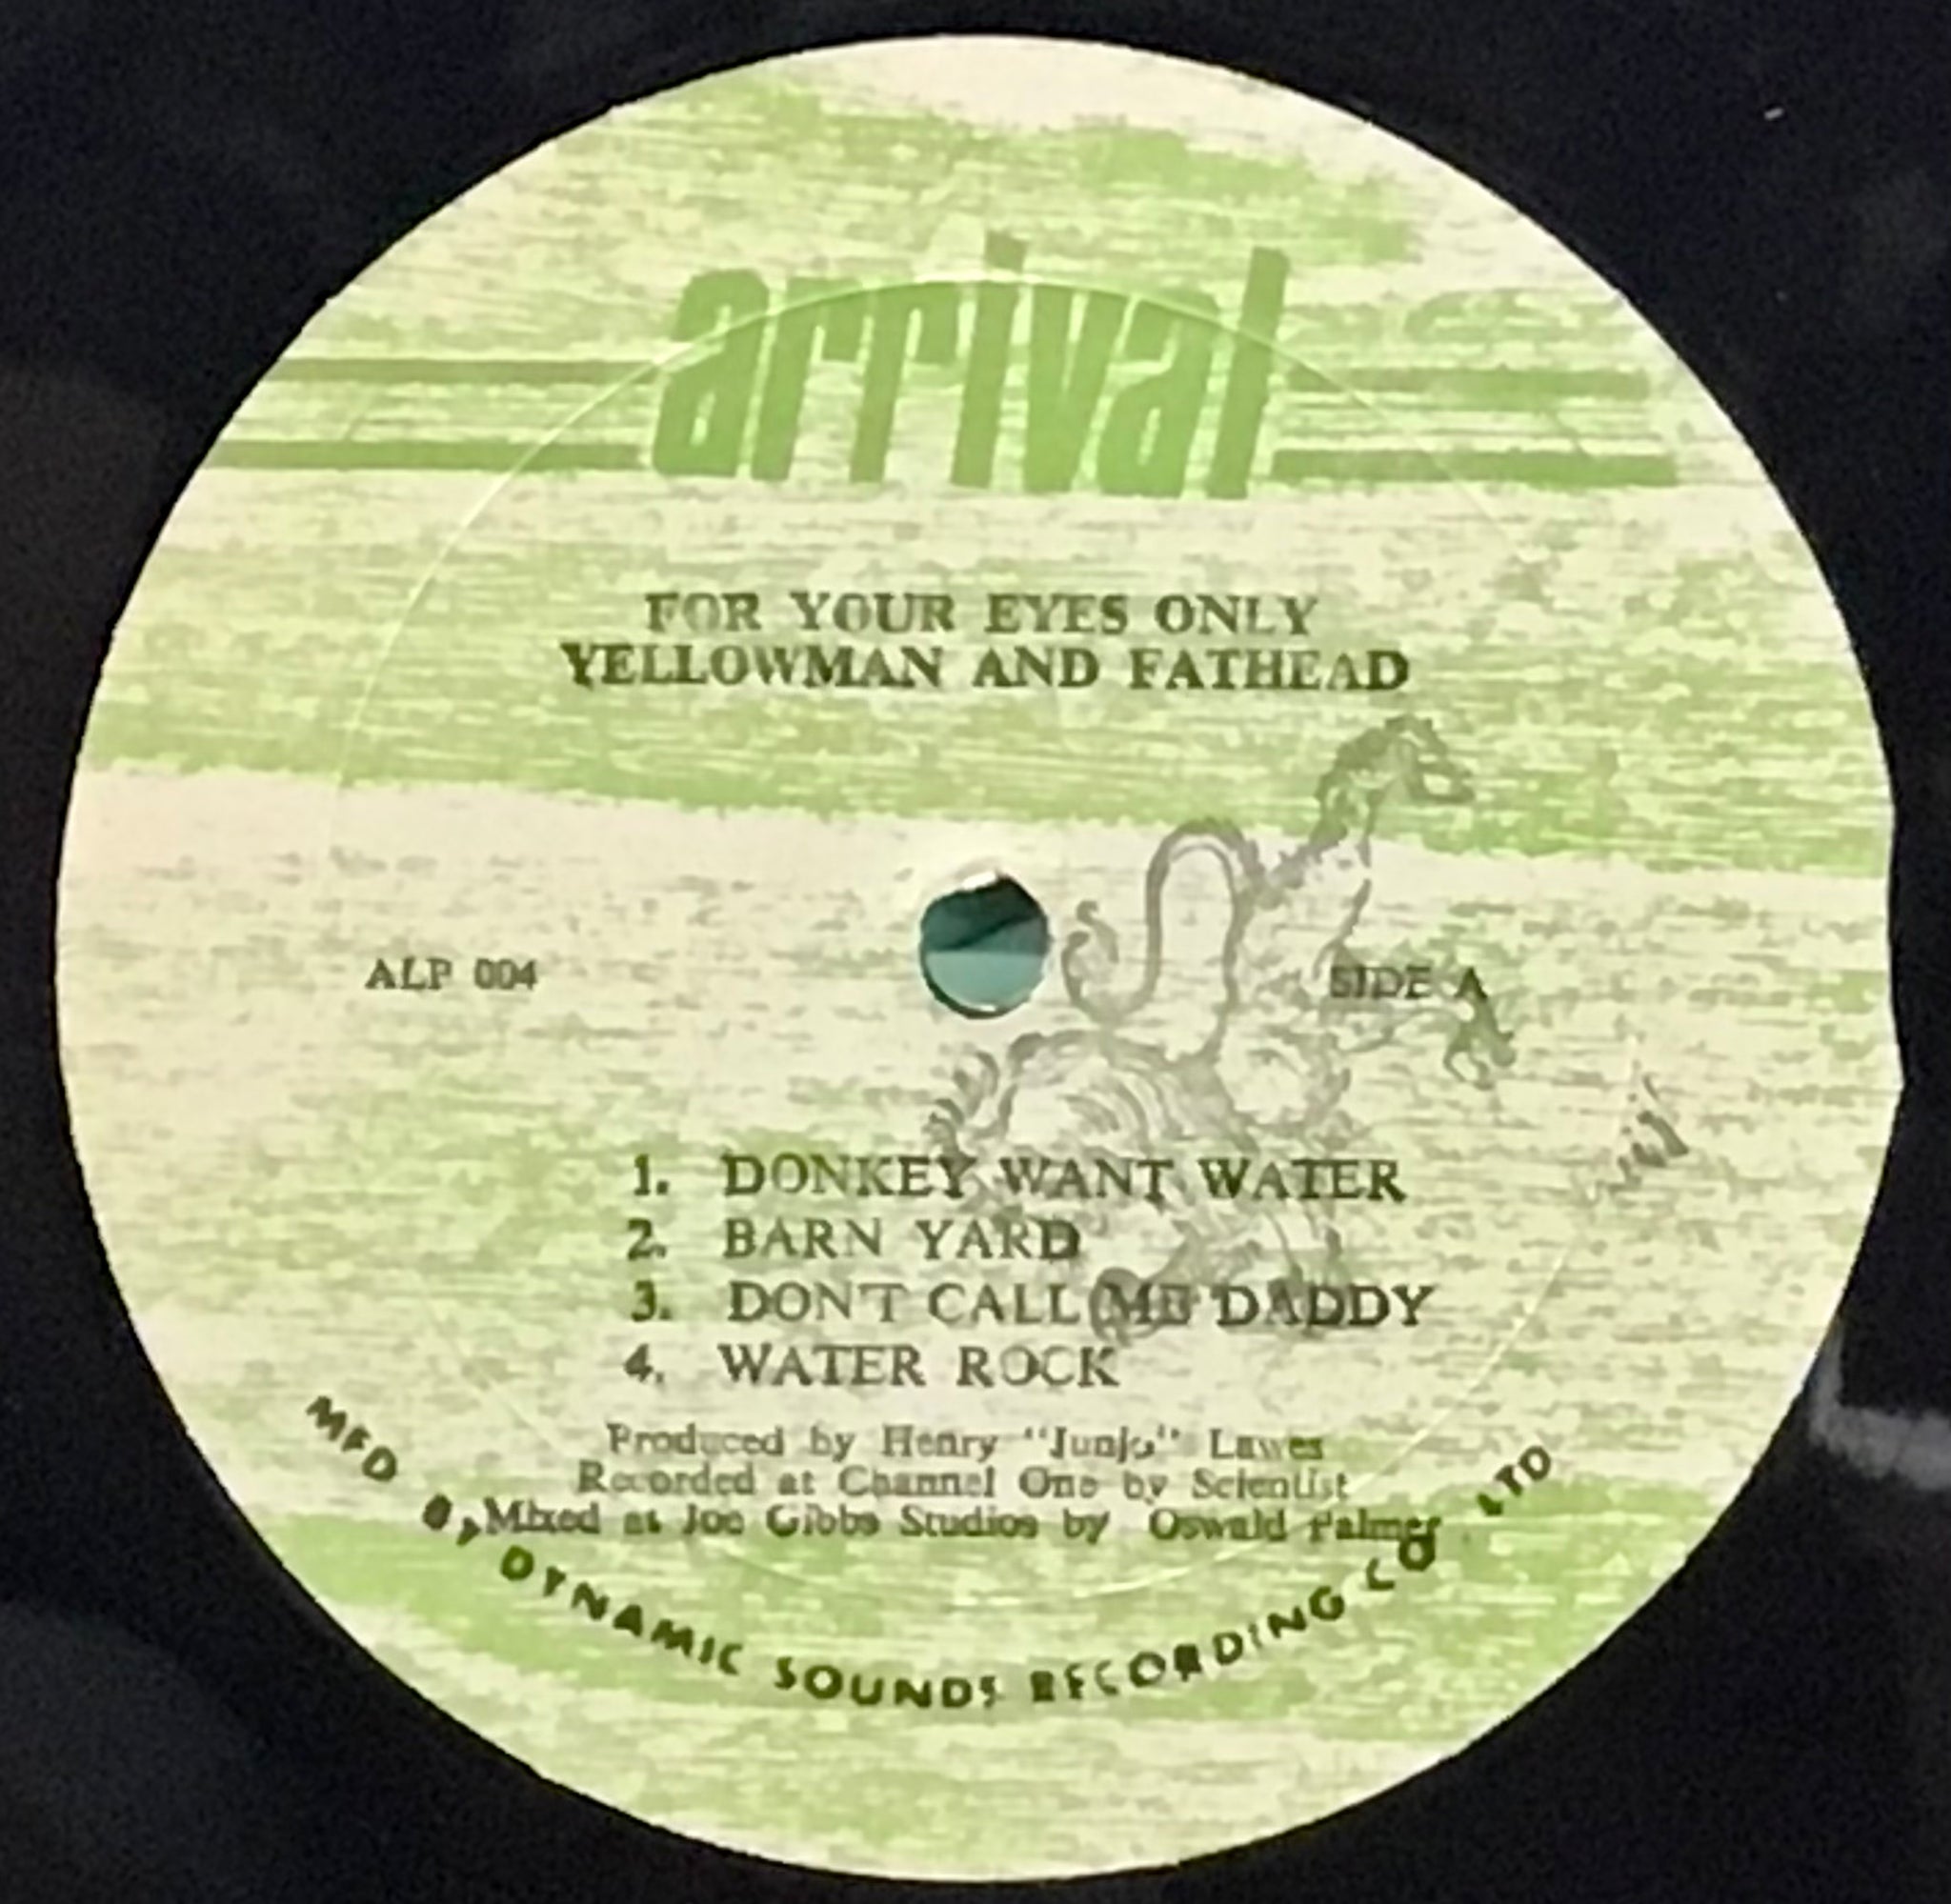 arrival
FOR YOUR EYES ONLY
YELLOWMAN AND FATHEAD
ALP 004
SIDE A
1. DONKEY WANT WATER
2. BARN YARD
3. DON'T CALL ME DADDY
4. WATER ROCK
Produced by Henry "Junjo" Lawes
Recorded at Channel One by Scientist
Mixed at Joe Gibbs Studios by Oswald Palmer
MFD BY DYNAMIC SOUNDS RECORDING CO. LTD